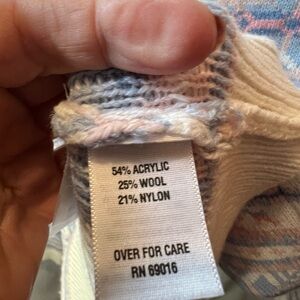 54% ACRYLIC
25% WOOL
21% NYLON
OVER FOR CARE
RN 69016